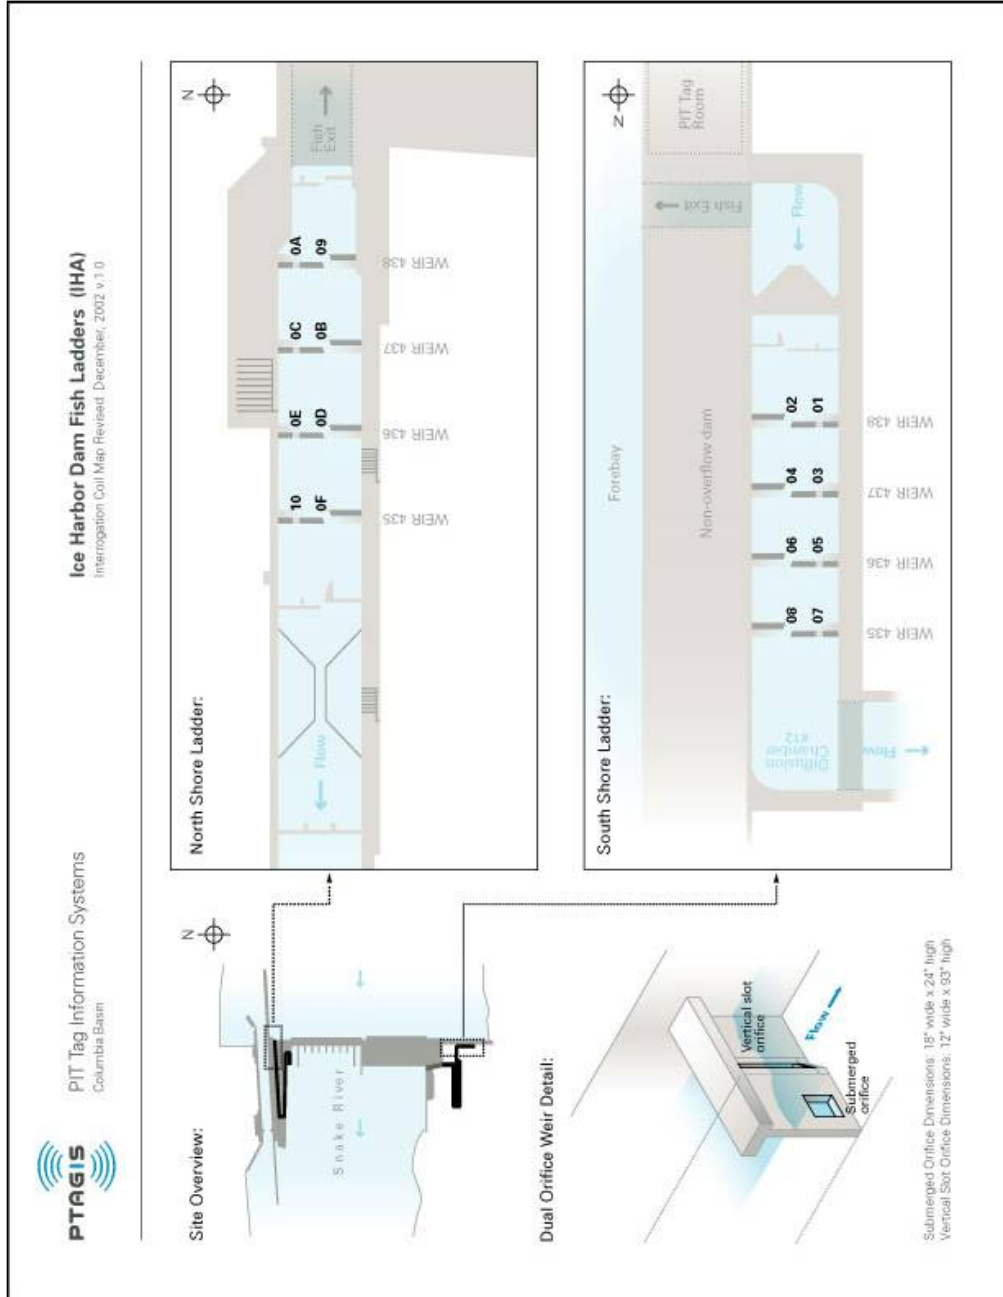 PTAGIS
PIT Tag Information Systems
Columbia Basin
Ice Harbor Dam Fish Ladders (IHA)
Interrogation Coil Map Revised: December, 2002 v.1.0
Site Overview:
N
Snake River
North Shore Ladder:
N
Flow
Fish
Exit
10
0E
0C
0A
0F
0D
0B
09
WEIR 435
WEIR 436
WEIR 437
WEIR 438
Dual Orifice Weir Detail:
Vertical slot
orifice
Flow
Submerged
orifice
Submerged Orifice Dimensions: 18" wide x 24" high
Vertical Slot Orifice Dimensions: 12" wide x 93" high
South Shore Ladder:
N
Forebay
PIT Tag
Room
Non-overflow dam
Fish Exit
Flow
08
06
04
02
07
05
03
01
Diffusion
Chamber
#12
Flow
WEIR 435
WEIR 436
WEIR 437
WEIR 438